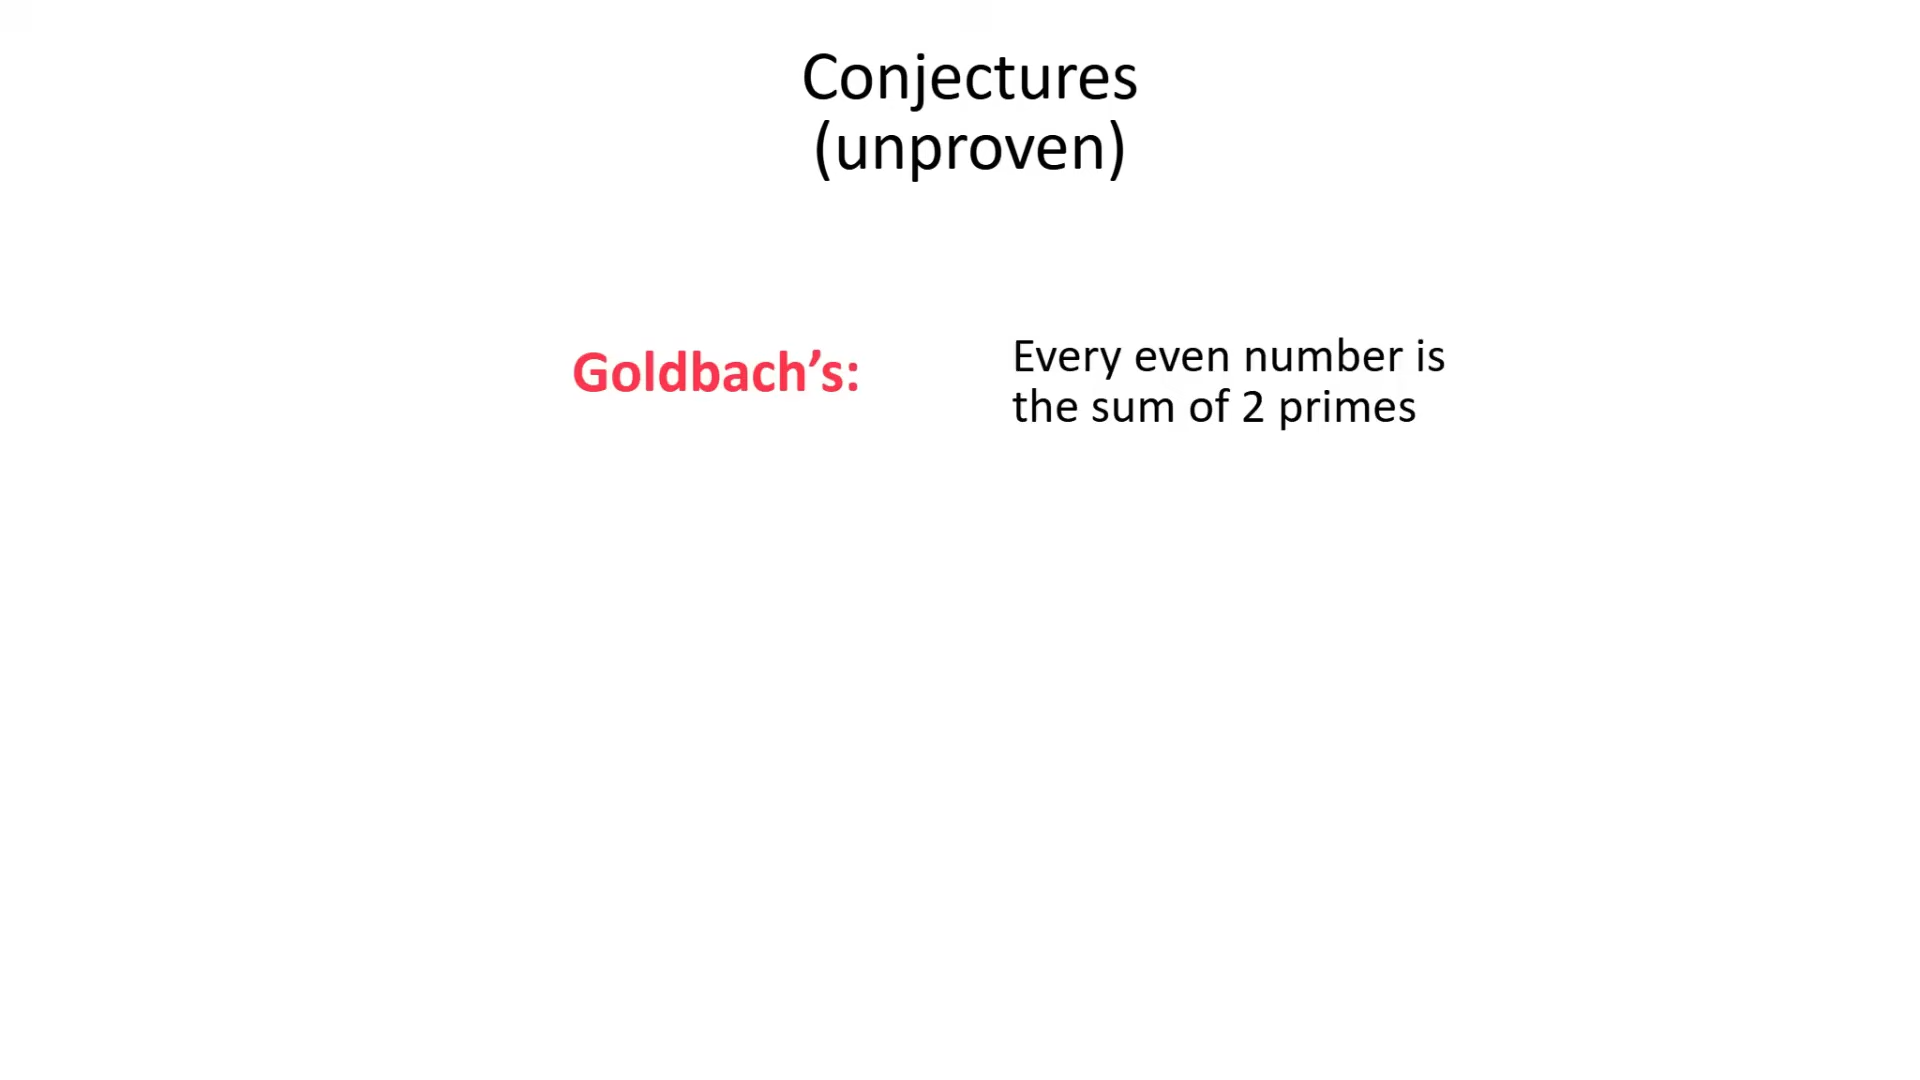 Conjectures
(unproven)
Goldbach’s:
Every even number is
the sum of 2 primes